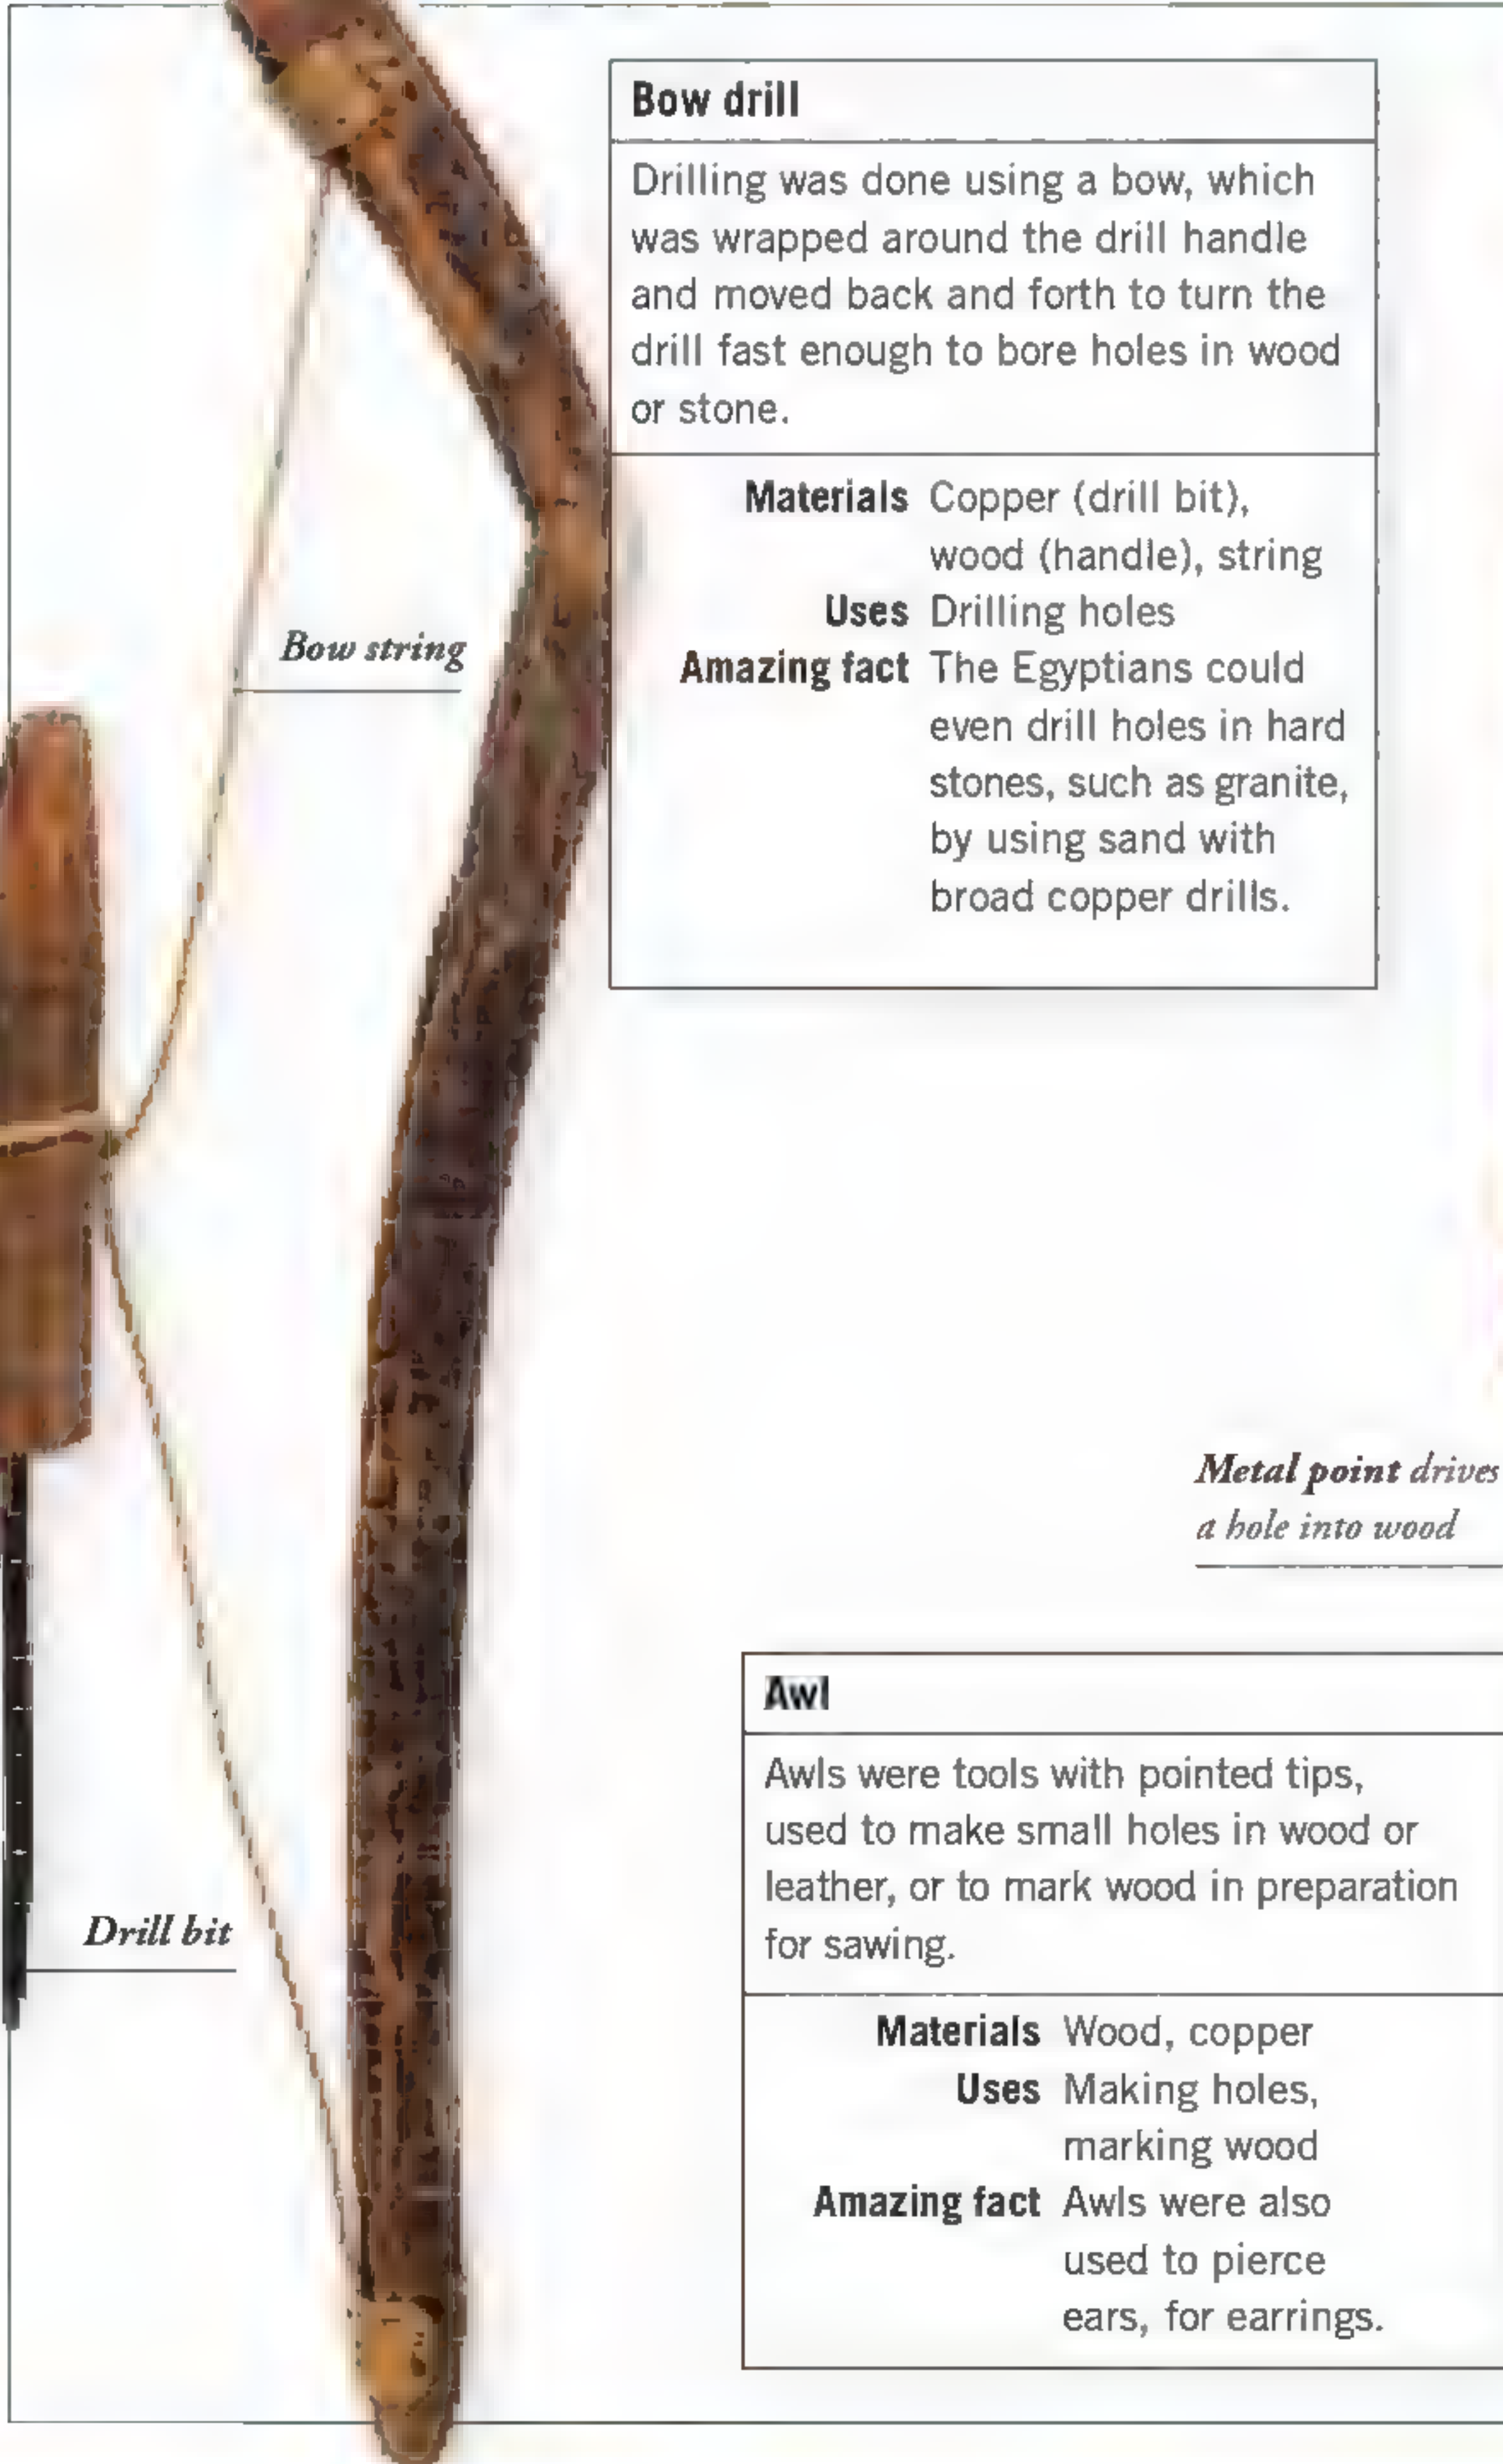 Bow drill
Drilling was done using a bow, which
was wrapped around the drill handle
and moved back and forth to turn the
drill fast enough to bore holes in wood
or stone.
Materials Copper (drill bit),
wood (handle), string
Uses Drilling holes
Amazing fact The Egyptians could
even drill holes in hard
stones, such as granite,
by using sand with
broad copper drills.
Bow string
Drill bit
Metal point drives
a hole into wood
Awl
Awls were tools with pointed tips,
used to make small holes in wood or
leather, or to mark wood in preparation
for sawing.
Materials Wood, copper
Uses Making holes,
marking wood
Amazing fact Awls were also
used to pierce
ears, for earrings.